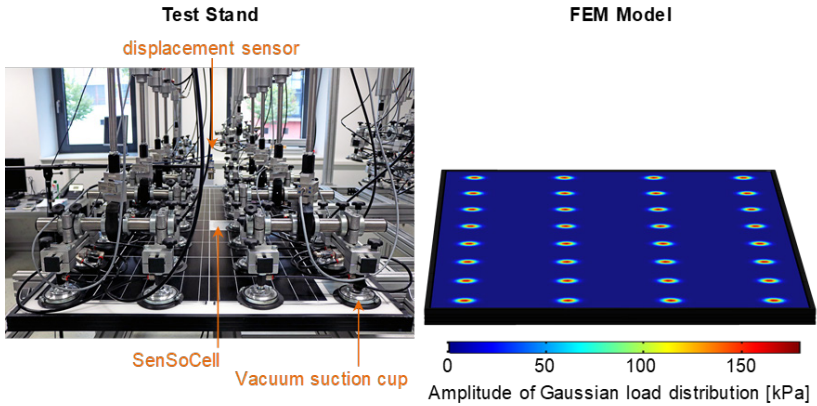 Test Stand
FEM Model
displacement sensor
SenSoCell
Vacuum suction cup
0 50 100 150
Amplitude of Gaussian load distribution [kPa]